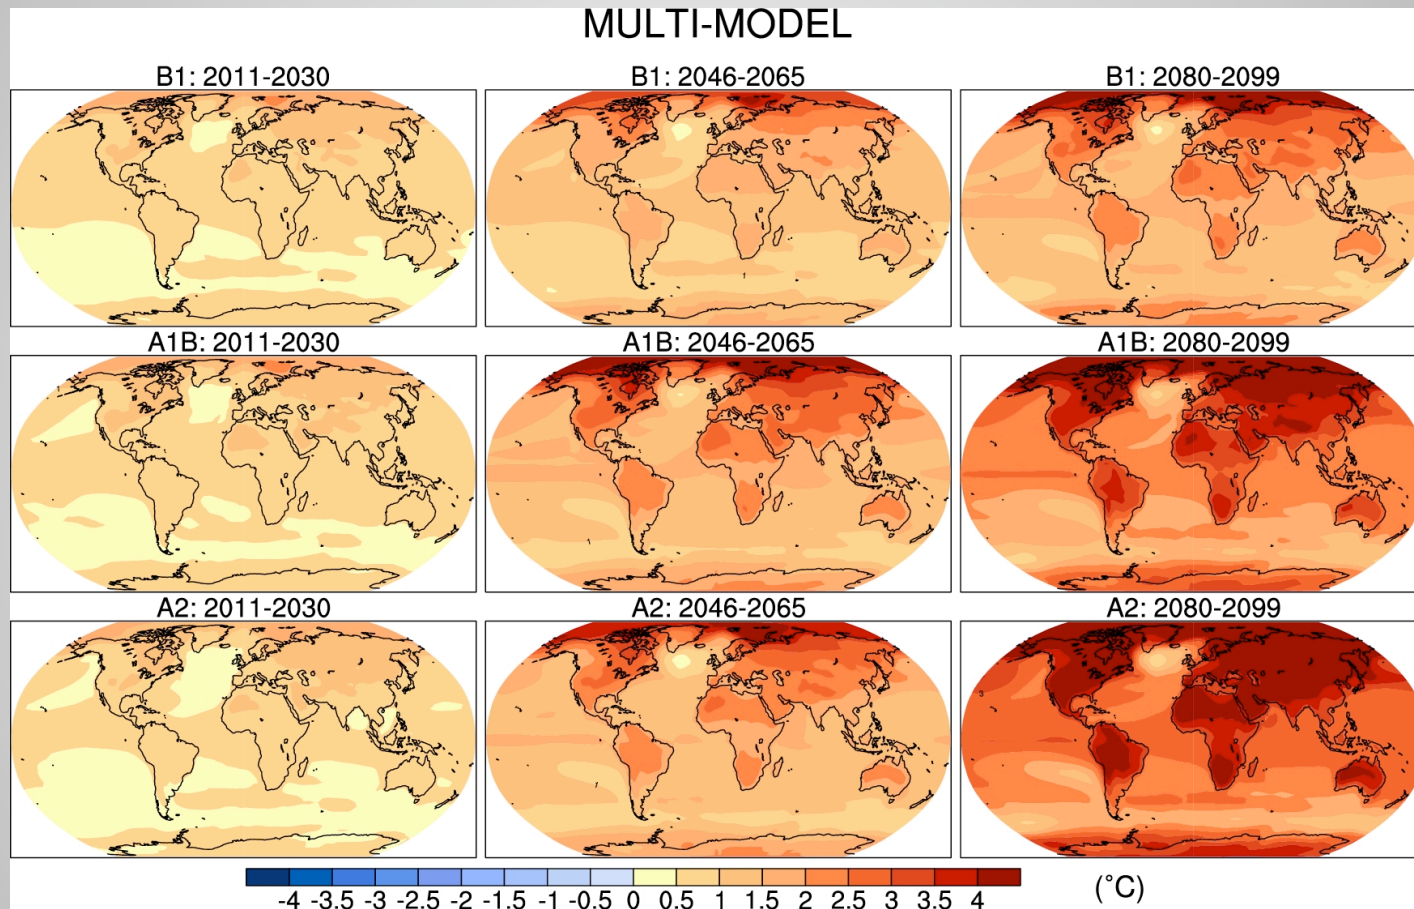 MULTI-MODEL
B1: 2011-2030 B1: 2046-2065 B1: 2080-2099
A1B: 2011-2030 A1B: 2046-2065 A1B: 2080-2099
A2: 2011-2030 A2: 2046-2065 A2: 2080-2099
-4 -3.5 -3 -2.5 -2 -1.5 -1 -0.5 0 0.5 1 1.5 2 2.5 3 3.5 4 (°C)